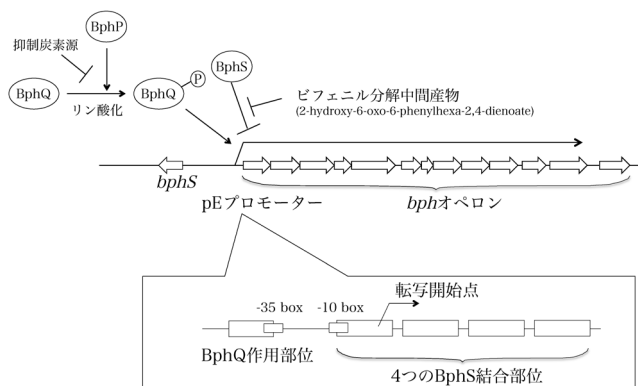 BphP
抑制炭素源
BphS
BphQ
リン酸化
BphQ
P
ビフェニル分解中間産物
(2-hydroxy-6-oxo-6-phenylhexa-2,4-dienoate)
bphS
pEプロモーター
bphオペロン
転写開始点
-35 box
-10 box
BphQ作用部位
4つのBphS結合部位